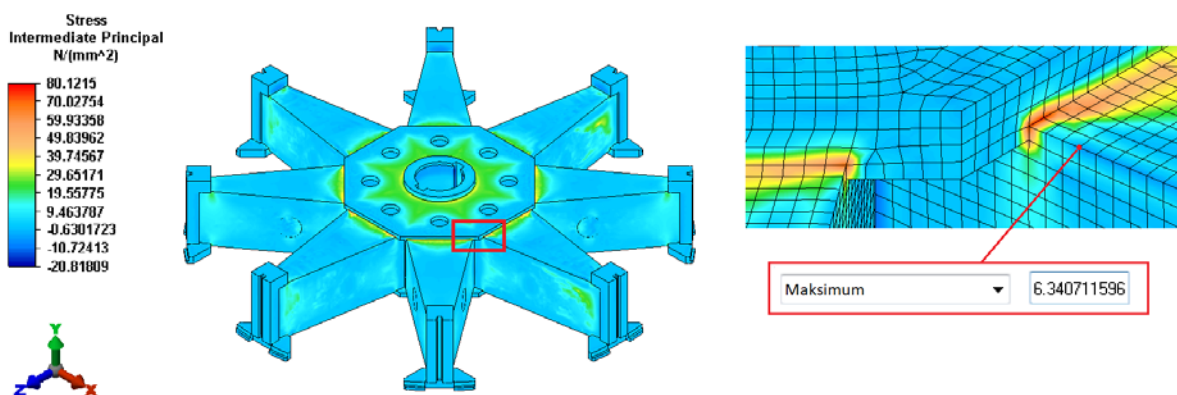 Stress
Intermediate Principal
N/(mm^2)
80.1215
70.02754
59.93358
49.83962
39.74567
29.65171
19.55775
9.463787
-0.6301723
-10.72413
-20.81809
Y
Z
X
Maksimum
6.340711596